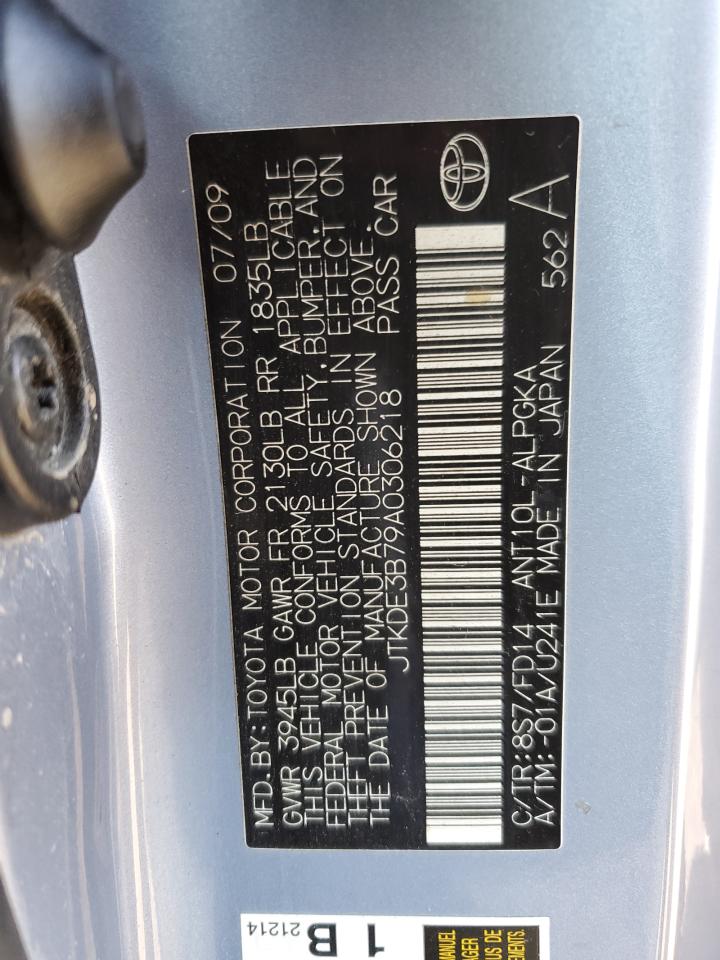 MFD.BY:TOYOTA MOTOR CORPORATION 07/09
GVWR 3945LB GAWR FR 2130LB RR 1835LB
THIS VEHICLE CONFORMS TO ALL APPLICABLE
FEDERAL MOTOR VEHICLE SAFETY,BUMPER,AND
THEFT PREVENTION STANDARDS IN EFFECT ON
THE DATE OF MANUFACTURE SHOWN ABOVE.
JTKDE3B79A0306218 PASS CAR
C/TR:8S7/FD14 ANT10L-ALPGKA
A/TM:-01A/U241E MADE IN JAPAN 562 A
21214
1 B
MANUEL